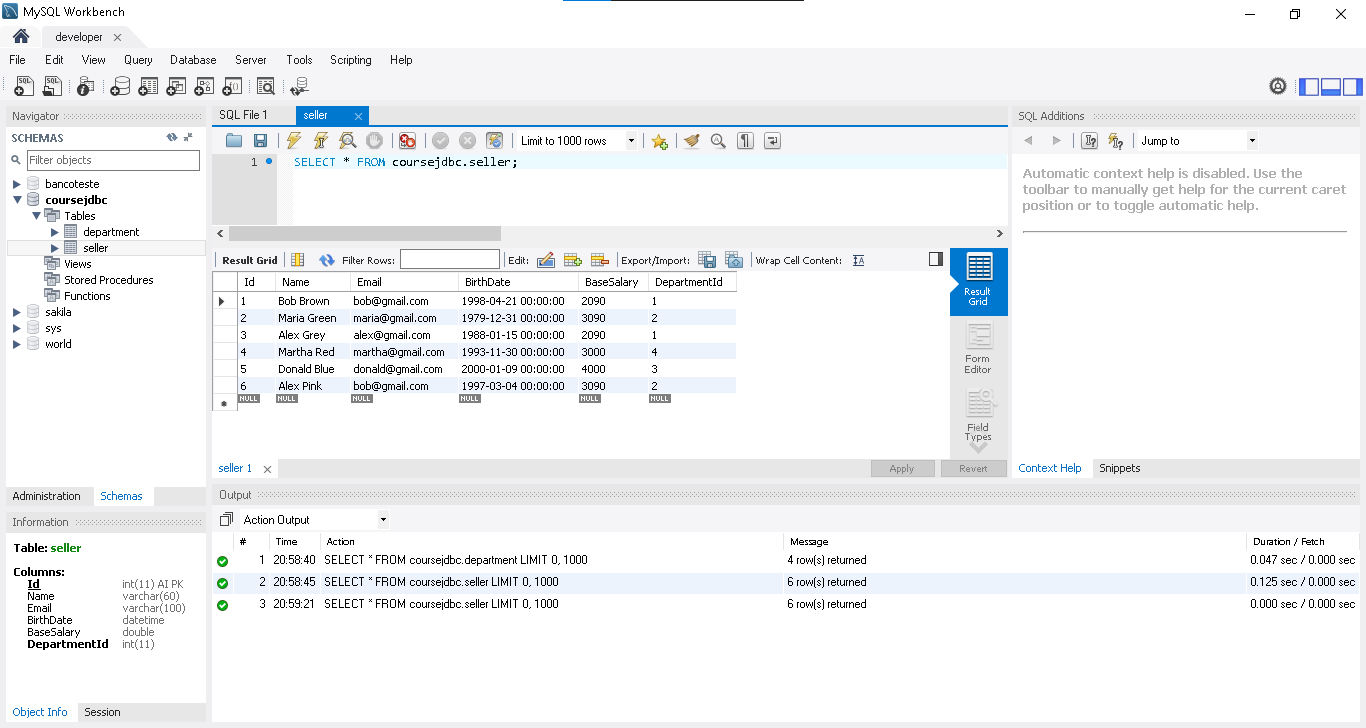 MySQL Workbench
developer
File Edit View Query Database Server Tools Scripting Help
Navigator
SCHEMAS
Filter objects
bancoteste
coursejdbc
Tables
department
seller
Views
Stored Procedures
Functions
sakila
sys
world
Administration Schemas
Information
Table: seller
Columns:
Id int(11) AI PK
Name varchar(60)
Email varchar(100)
BirthDate datetime
BaseSalary double
DepartmentId int(11)
Object Info Session
SQL File 1 seller
Limit to 1000 rows
1 SELECT * FROM coursejdbc.seller;
Result Grid Filter Rows: Edit: Export/Import: Wrap Cell Content:
Id Name Email BirthDate BaseSalary DepartmentId
1 Bob Brown bob@gmail.com 1998-04-21 00:00:00 2090 1
2 Maria Green maria@gmail.com 1979-12-31 00:00:00 3090 2
3 Alex Grey alex@gmail.com 1988-01-15 00:00:00 2090 1
4 Martha Red martha@gmail.com 1993-11-30 00:00:00 3000 4
5 Donald Blue donald@gmail.com 2000-01-09 00:00:00 4000 3
6 Alex Pink bob@gmail.com 1997-03-04 00:00:00 3090 2
NULL NULL NULL NULL NULL NULL
Result
Grid
Form
Editor
Field
Types
seller 1
Apply Revert
SQL Additions
Jump to
Automatic context help is disabled. Use the
toolbar to manually get help for the current caret
position or to toggle automatic help.
Context Help Snippets
Output
Action Output
# Time Action Message Duration / Fetch
1 20:58:40 SELECT * FROM coursejdbc.department LIMIT 0, 1000 4 row(s) returned 0.047 sec / 0.000 sec
2 20:58:45 SELECT * FROM coursejdbc.seller LIMIT 0, 1000 6 row(s) returned 0.125 sec / 0.000 sec
3 20:59:21 SELECT * FROM coursejdbc.seller LIMIT 0, 1000 6 row(s) returned 0.000 sec / 0.000 sec